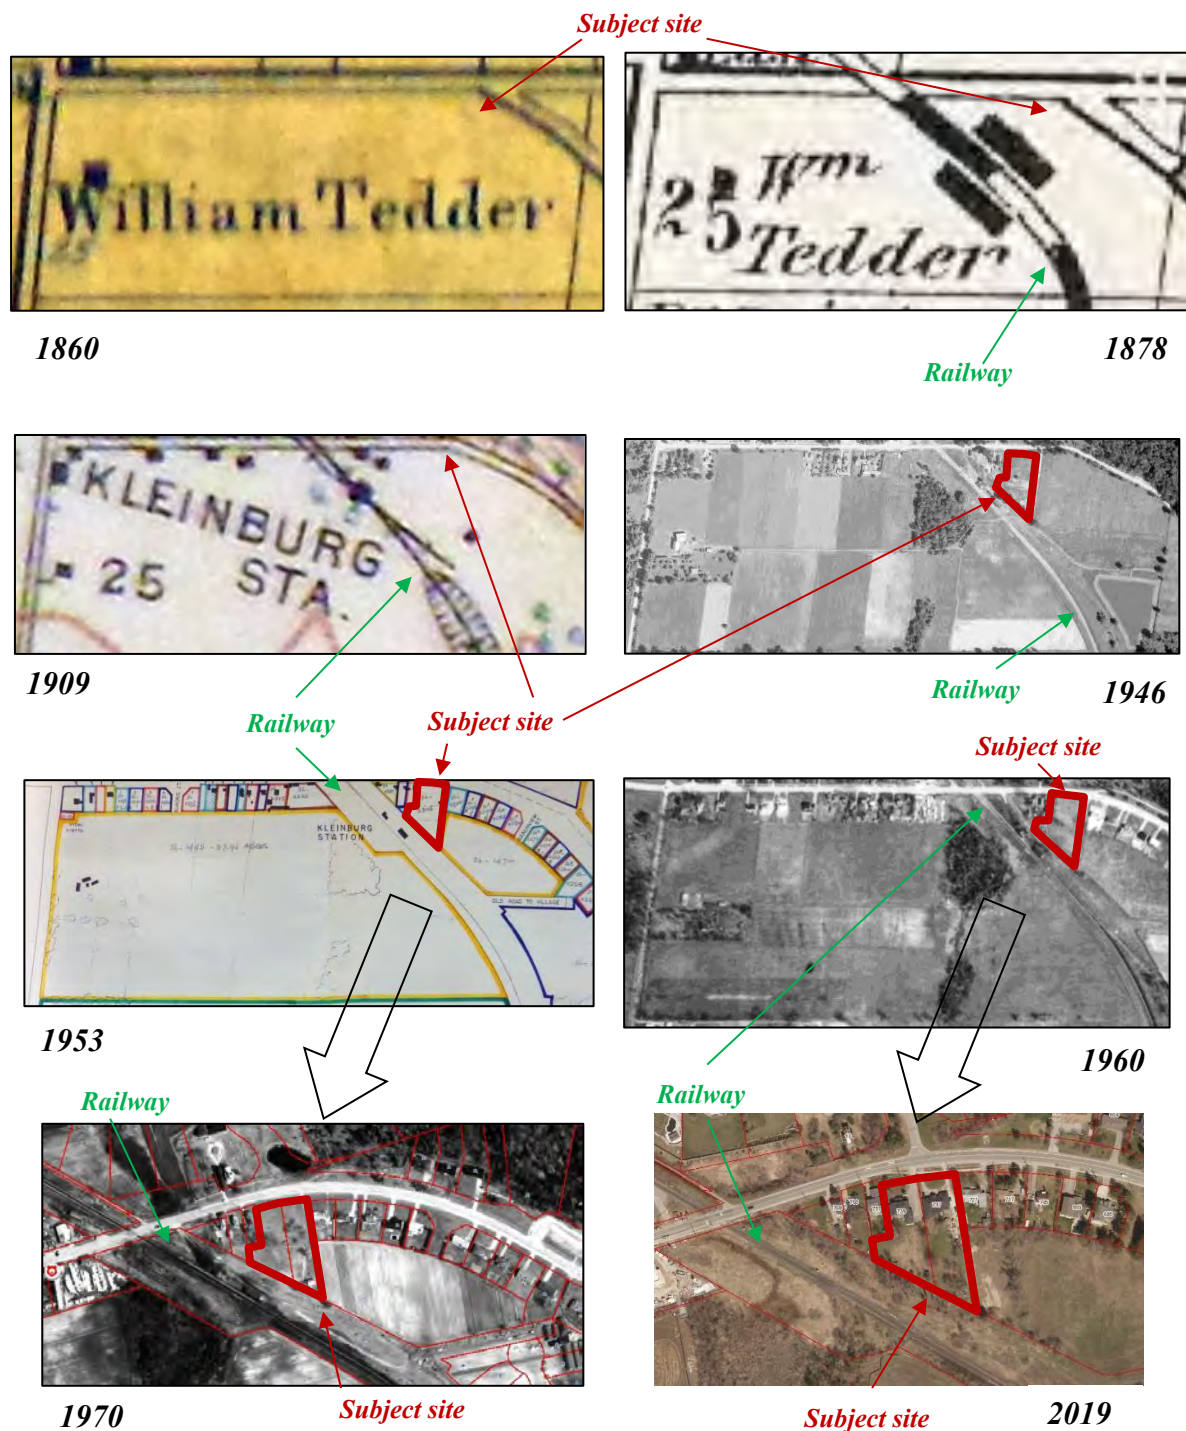 Subject site
William Tedder
25 Wm
Tedder
1860
1878
Railway
KLEINBURG
25 STA.
1909
Railway
1946
Railway
Subject site
Subject site
KLEINBURG
STATION
OLD ROAD TO VILLAGE
1953
1960
Railway
Railway
1970
Subject site
Subject site
2019